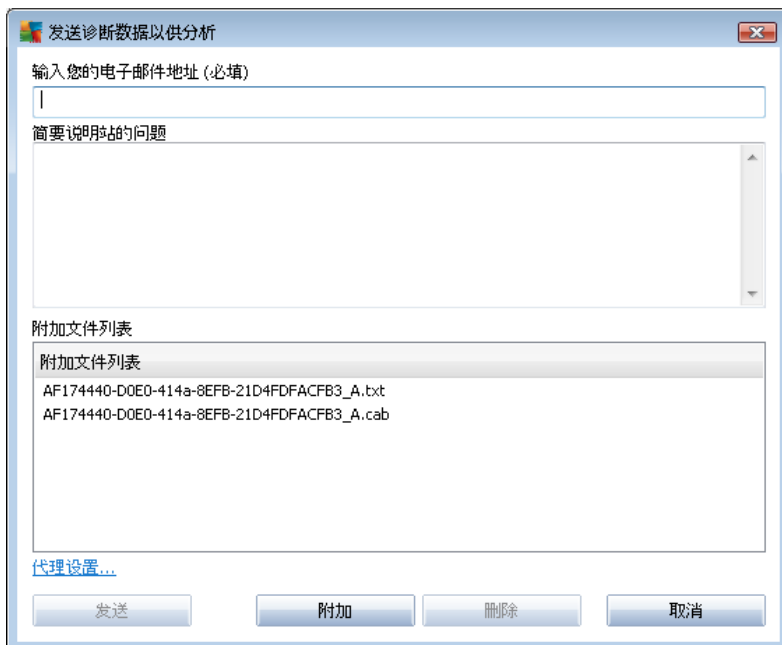 发送诊断数据以供分析
输入您的电子邮件地址 (必填)
简要说明站的问题
附加文件列表
附加文件列表
AF174440-D0E0-414a-8EFB-21D4FDFACFB3_A.txt
AF174440-D0E0-414a-8EFB-21D4FDFACFB3_A.cab
代理设置...
发送
附加
删除
取消